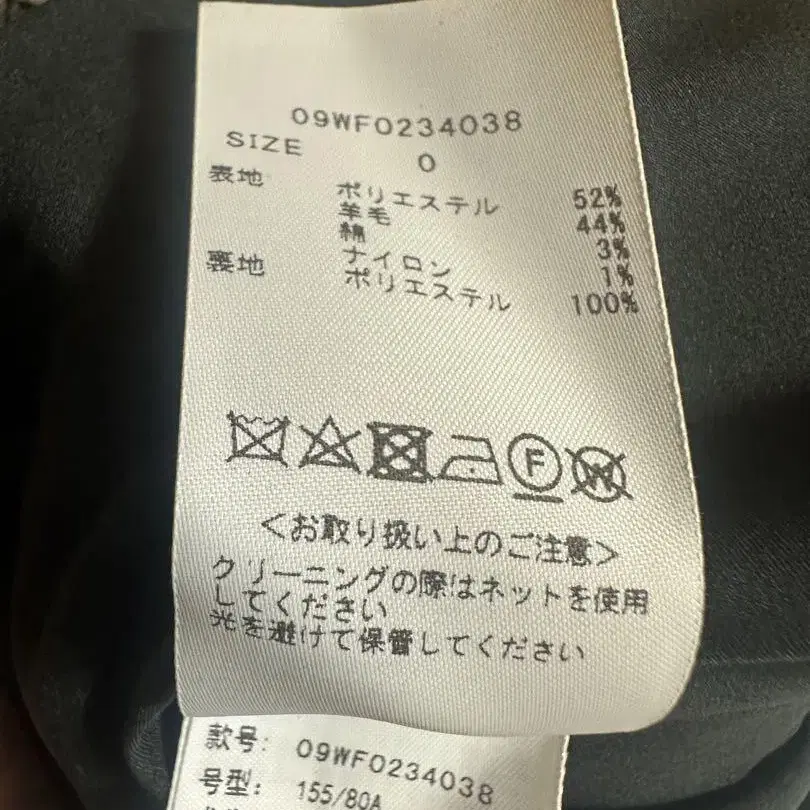 09WF0234038
SIZE 0
表地 ポリエステル 52%
羊毛 44%
綿 3%
ナイロン 1%
裏地 ポリエステル 100%
F
W
<お取り扱い上のご注意>
クリーニングの際はネットを使用
してください
光を避けて保管してください
款号: 09WF0234038
号型: 155/80A